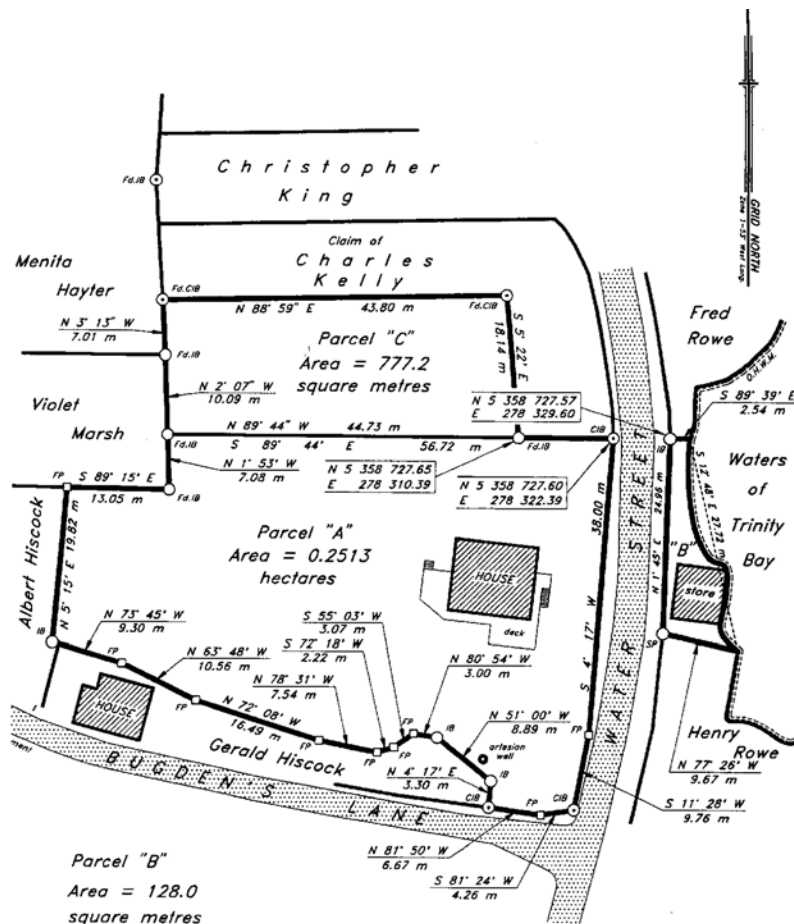 GRID NORTH
Zone 1-53° West Long.
Christopher
King
Fd.IB
Claim of
Charles
Kelly
Menita
Hayter
Fd.CIB
Fd.CIB
N 88° 59" E 43.80 m
N 3° 13" W
7.01 m
S 5° 22' E
18.14 m
Fred
Rowe
O.H.W.M.
Parcel "C"
Area = 777.2
square metres
Fd.IB
N 2° 07" W
10.09 m
N 5 358 727.57
E 278 329.60
S 89° 39' E
2.54 m
Violet
Marsh
N 89° 44" W 44.73 m
S 89° 44' E 56.72 m
CIB
IB
Fd.IB
Fd.IB
N 1° 53' W
7.08 m
N 5 358 727.65
E 278 310.39
N 5 358 727.60
E 278 322.39
Waters
of
Trinity
Bay
FP
S 89° 15' E
13.05 m
Fd.IB
S 12° 48' E 27.72 m
24.96 m
N 1° 45' E
38.00 m
S 4° 17' W
WATER STREET
Albert Hiscock
N 5° 15' E 19.82 m
Parcel "A"
Area = 0.2513
hectares
HOUSE
deck
"B"
store
SP
IB
N 73° 45' W
9.30 m
S 55° 03' W
3.07 m
S 72° 18' W
2.22 m
N 63° 48' W
10.56 m
N 80° 54' W
3.00 m
FP
N 78° 31' W
7.54 m
FP
N 51° 00' W
8.89 m
HOUSE
N 72° 08' W
16.49 m
FP
FP
FP
FP
IB
artesian
well
FP
Gerald Hiscock
Henry
Rowe
N 77° 26' W
9.67 m
BUGDEN'S LANE
N 4° 17' E
3.30 m
IB
CIB
FP
CIB
S 11° 28' W
9.76 m
N 81° 50' W
6.67 m
S 81° 24' W
4.26 m
Parcel "B"
Area = 128.0
square metres